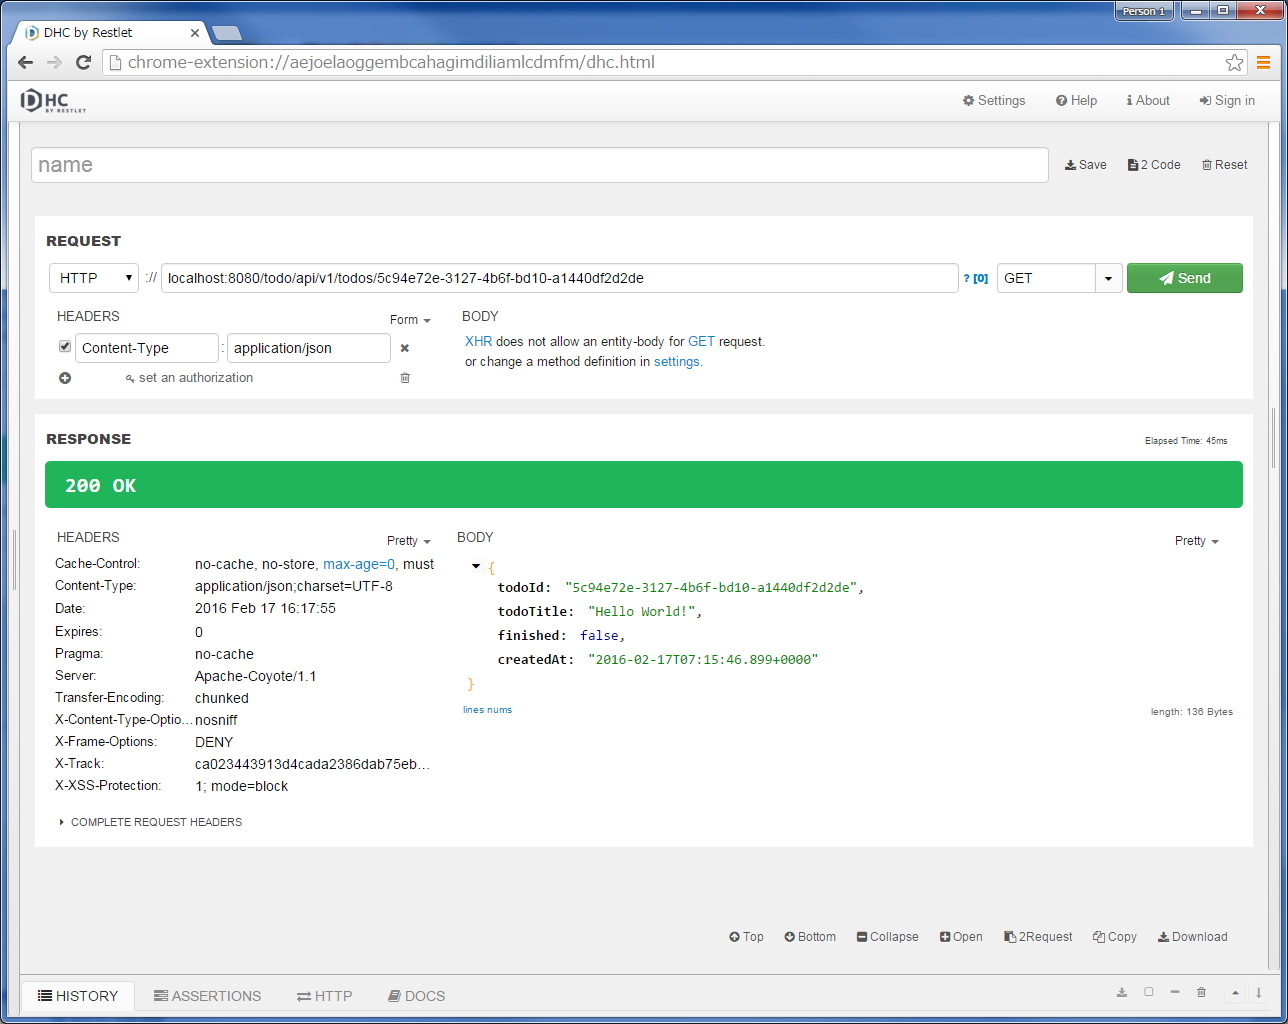 Person 1
DHC by Restlet
chrome-extension://aejoelaoggembcahagimdiliamlcdmfm/dhc.html
DHC BY RESTLET
Settings Help About Sign in
name
Save 2 Code Reset
REQUEST
HTTP :// localhost:8080/todo/api/v1/todos/5c94e72e-3127-4b6f-bd10-a1440df2d2de ? [0] GET Send
HEADERS Form
Content-Type : application/json
set an authorization
BODY
XHR does not allow an entity-body for GET request.
or change a method definition in settings.
RESPONSE
Elapsed Time: 45ms
200 OK
HEADERS Pretty
Cache-Control: no-cache, no-store, max-age=0, must
Content-Type: application/json;charset=UTF-8
Date: 2016 Feb 17 16:17:55
Expires: 0
Pragma: no-cache
Server: Apache-Coyote/1.1
Transfer-Encoding: chunked
X-Content-Type-Optio... nosniff
X-Frame-Options: DENY
X-Track: ca023443913d4cada2386dab75eb...
X-XSS-Protection: 1; mode=block
COMPLETE REQUEST HEADERS
BODY Pretty
{
todoId: "5c94e72e-3127-4b6f-bd10-a1440df2d2de",
todoTitle: "Hello World!",
finished: false,
createdAt: "2016-02-17T07:15:46.899+0000"
}
lines nums
length: 136 Bytes
Top Bottom Collapse Open 2Request Copy Download
HISTORY ASSERTIONS HTTP DOCS